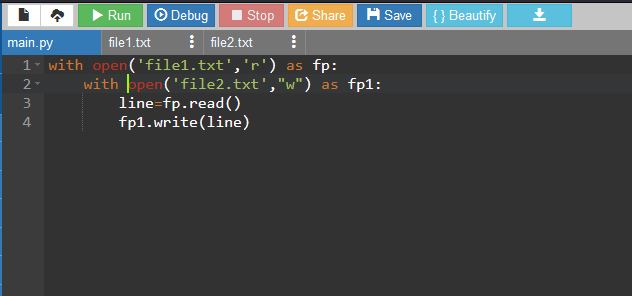 Run Debug Stop Share Save {} Beautify
main.py file1.txt file2.txt
1 with open('file1.txt','r') as fp:
2 with open('file2.txt',"w") as fp1:
3 line=fp.read()
4 fp1.write(line)